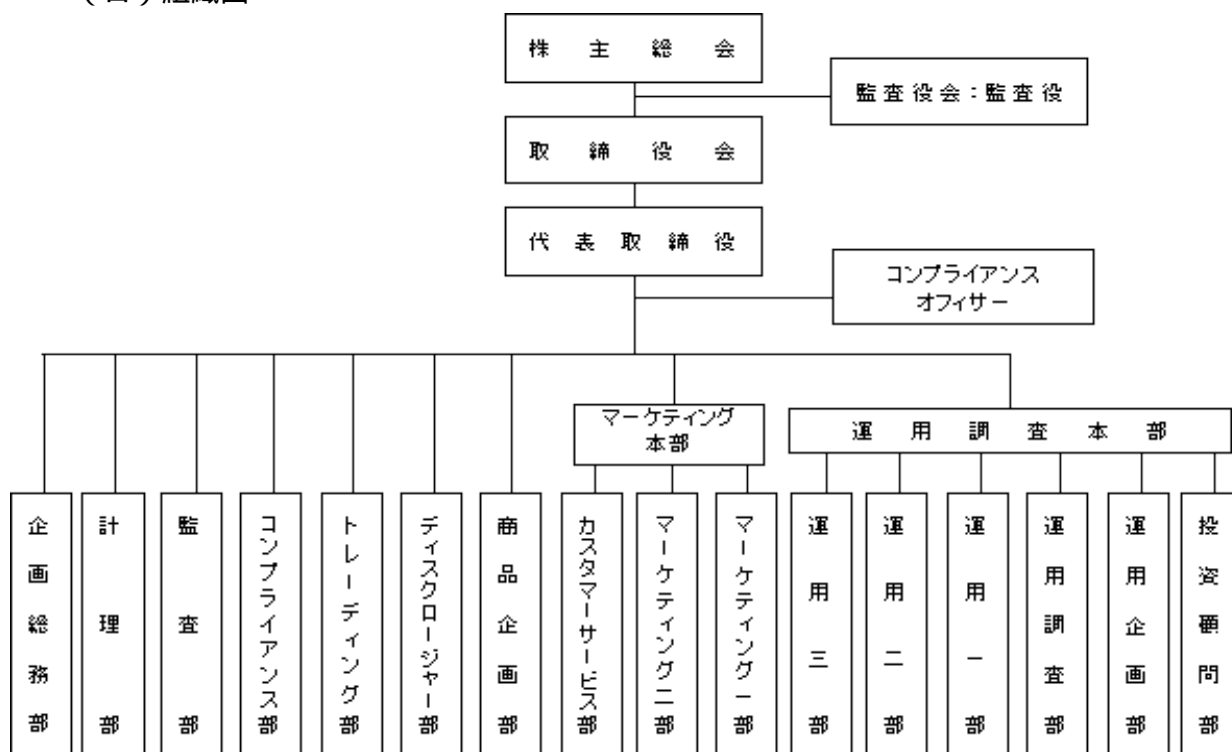 株主総会
監査役会：監査役
取締役会
代表取締役
コンプライアンス
オフィサー
マーケティング
本部
運用調査本部
企画総務部
計理部
監査部
コンプライアンス部
トレーディング部
ディスクロージャー部
商品企画部
カスタマーサービス部
マーケティング二部
マーケティング一部
運用三部
運用二部
運用一部
運用調査部
運用企画部
投資顧問部